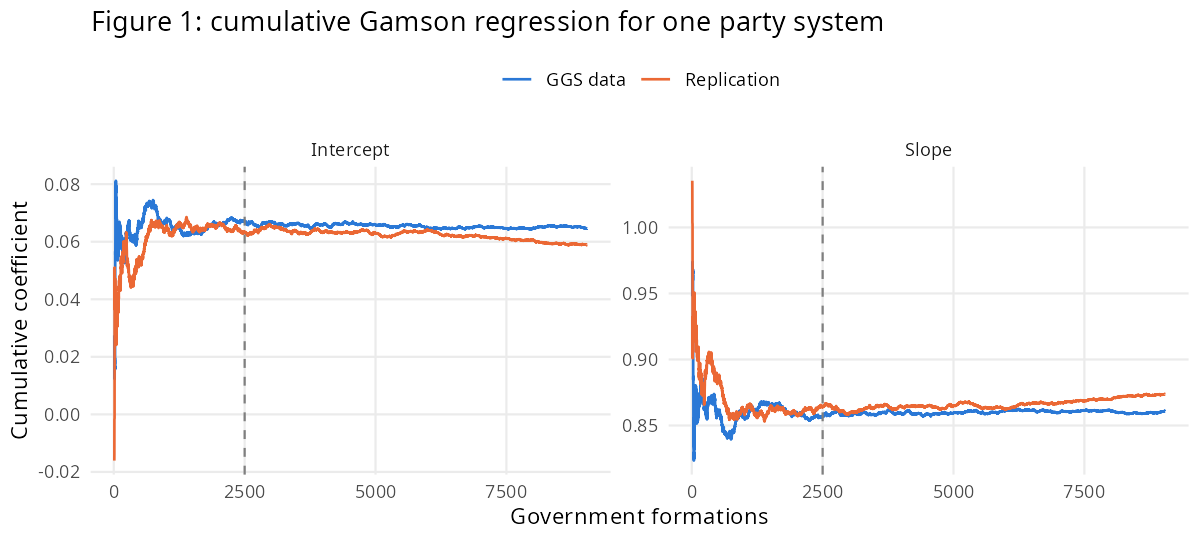 Figure 1: cumulative Gamson regression for one party system
GGS data Replication
Intercept
Slope
Cumulative coefficient
0.08
0.06
0.04
0.02
0.00
-0.02
1.00
0.95
0.90
0.85
0 2500 5000 7500
0 2500 5000 7500
Government formations